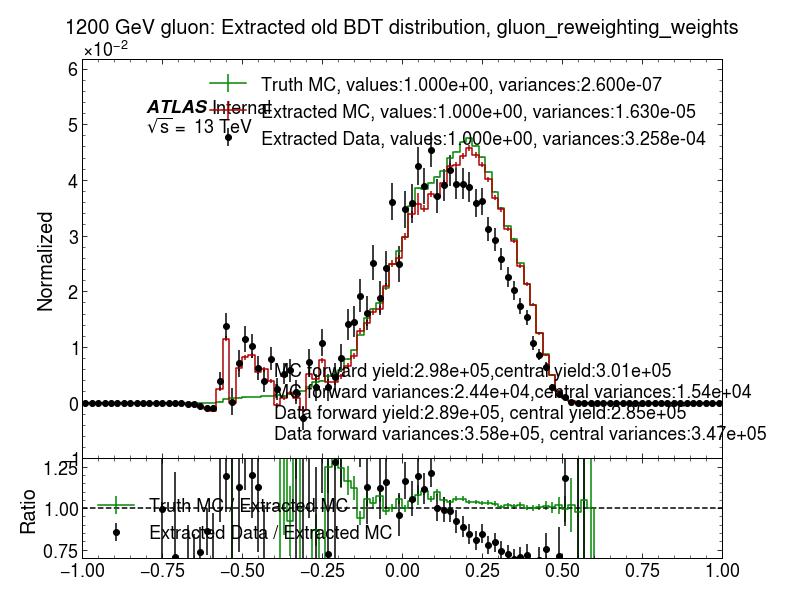 1200 GeV gluon: Extracted old BDT distribution, gluon_reweighting_weights
×10⁻²
Truth MC, values:1.000e+00, variances:2.600e-07
ATLAS Internal
Extracted MC, values:1.000e+00, variances:1.630e-05
√s = 13 TeV
Extracted Data, values:1.000e+00, variances:3.258e-04
Normalized
6
5
4
3
2
1
0
MC forward yield:2.98e+05,central yield:3.01e+05
MC forward variances:2.44e+04,central variances:1.54e+04
Data forward yield:2.89e+05, central yield:2.85e+05
Data forward variances:3.58e+05, central variances:3.47e+05
1
Ratio
1.25
1.00
0.75
Truth MC / Extracted MC
Extracted Data / Extracted MC
−1.00 −0.75 −0.50 −0.25 0.00 0.25 0.50 0.75 1.00